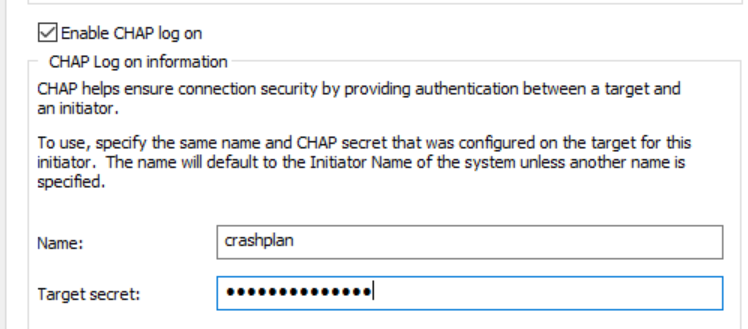 Enable CHAP log on
CHAP Log on information
CHAP helps ensure connection security by providing authentication between a target and
an initiator.
To use, specify the same name and CHAP secret that was configured on the target for this
initiator.  The name will default to the Initiator Name of the system unless another name is
specified.
Name:
crashplan
Target secret:
●●●●●●●●●●●●●●